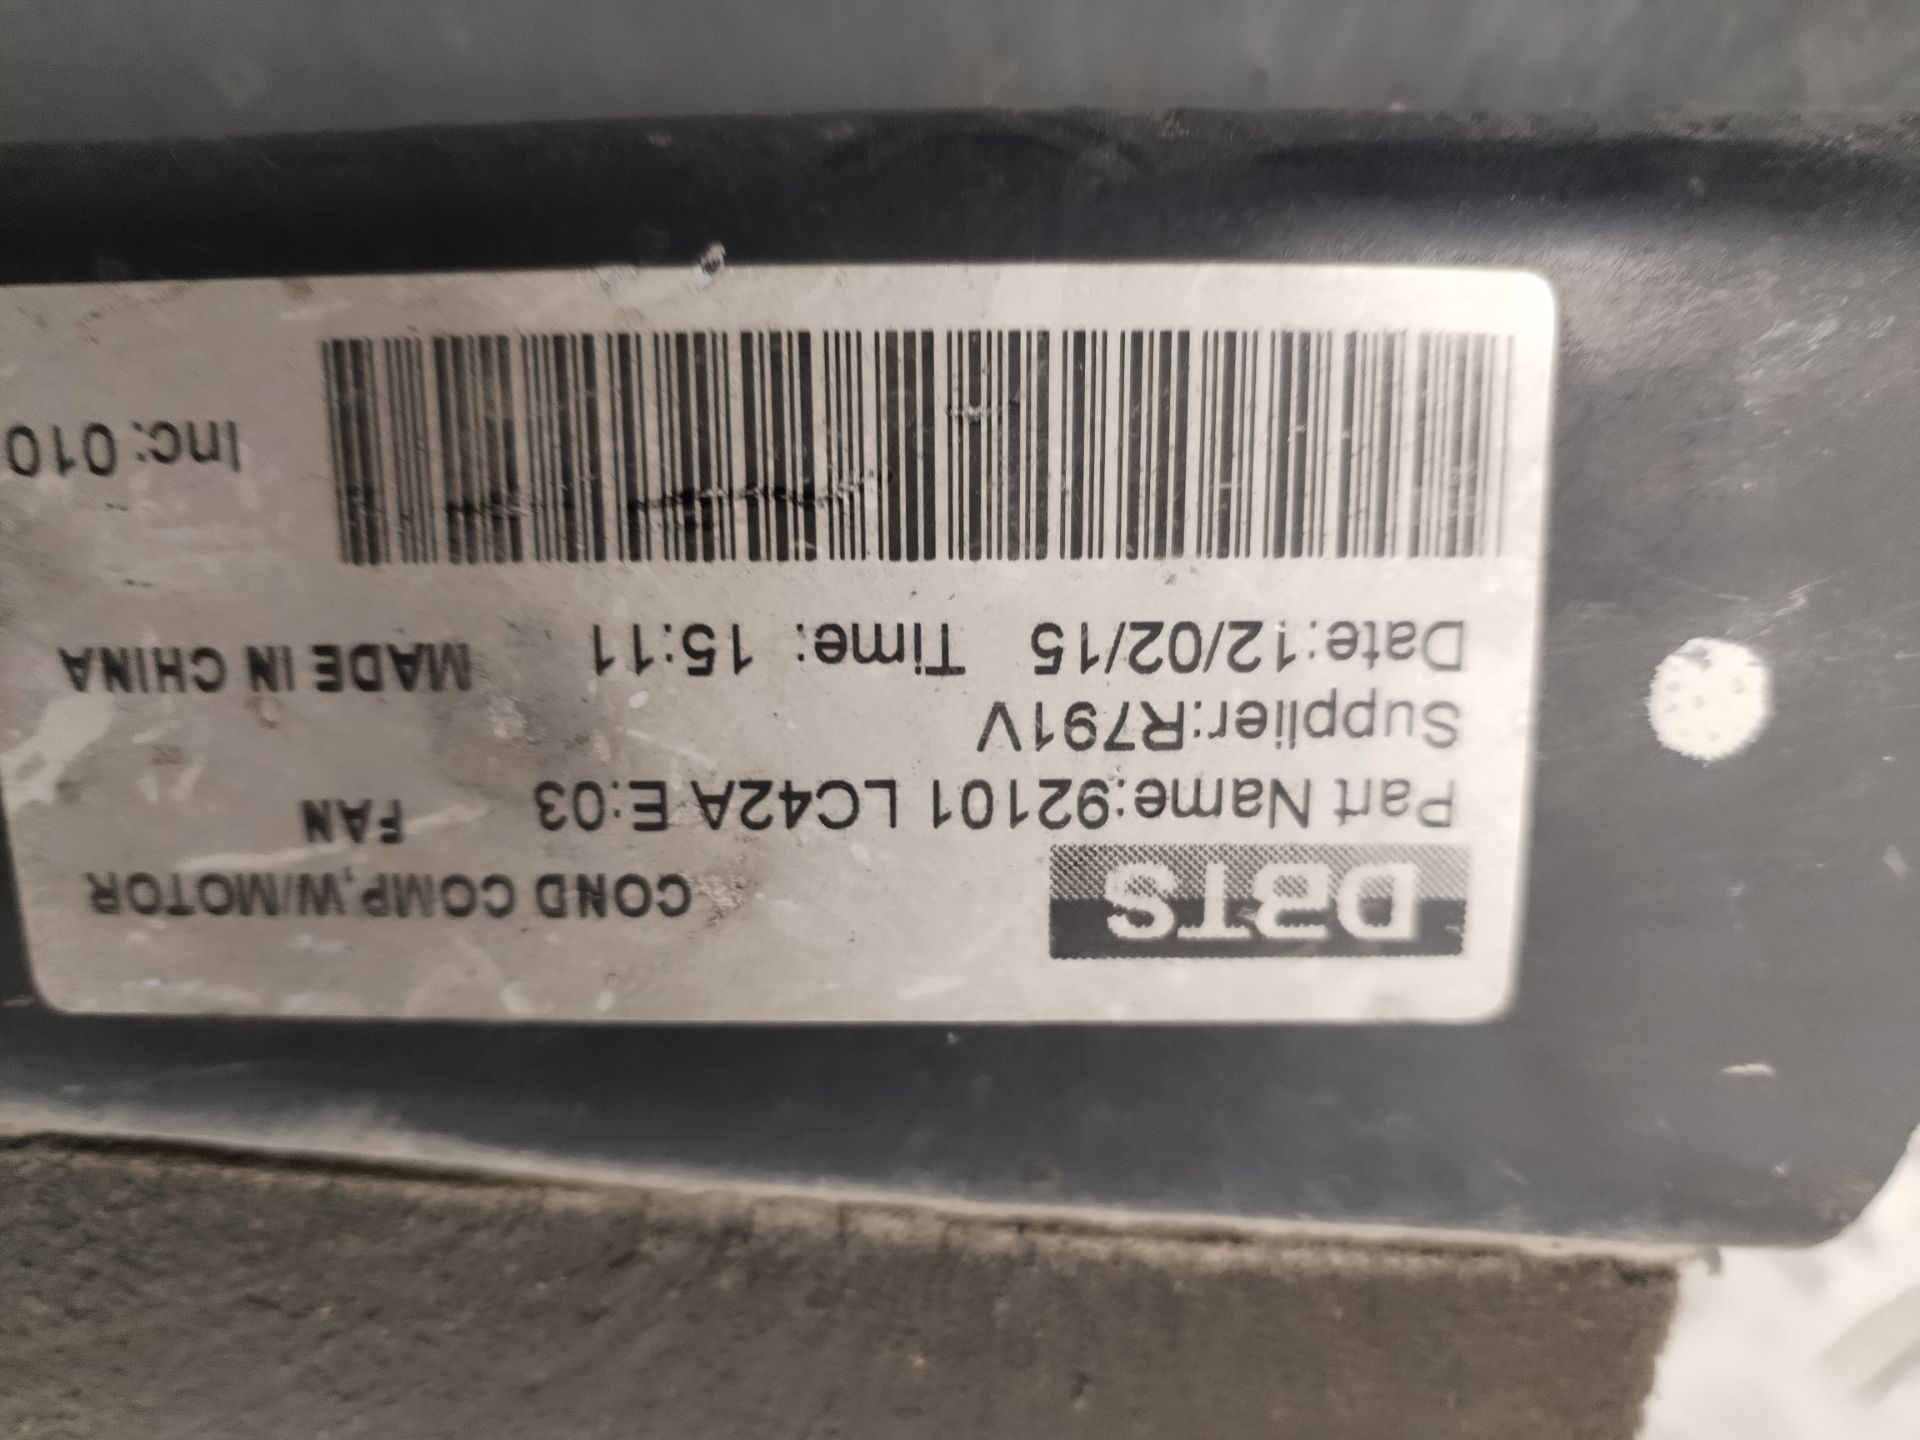 DBTS COND COMP,W/MOTOR
Part Name:92101 LC42A E:03 FAN
Supplier:R791V
Date:12/02/15 Time: 15:11 MADE IN CHINA
Inc:010